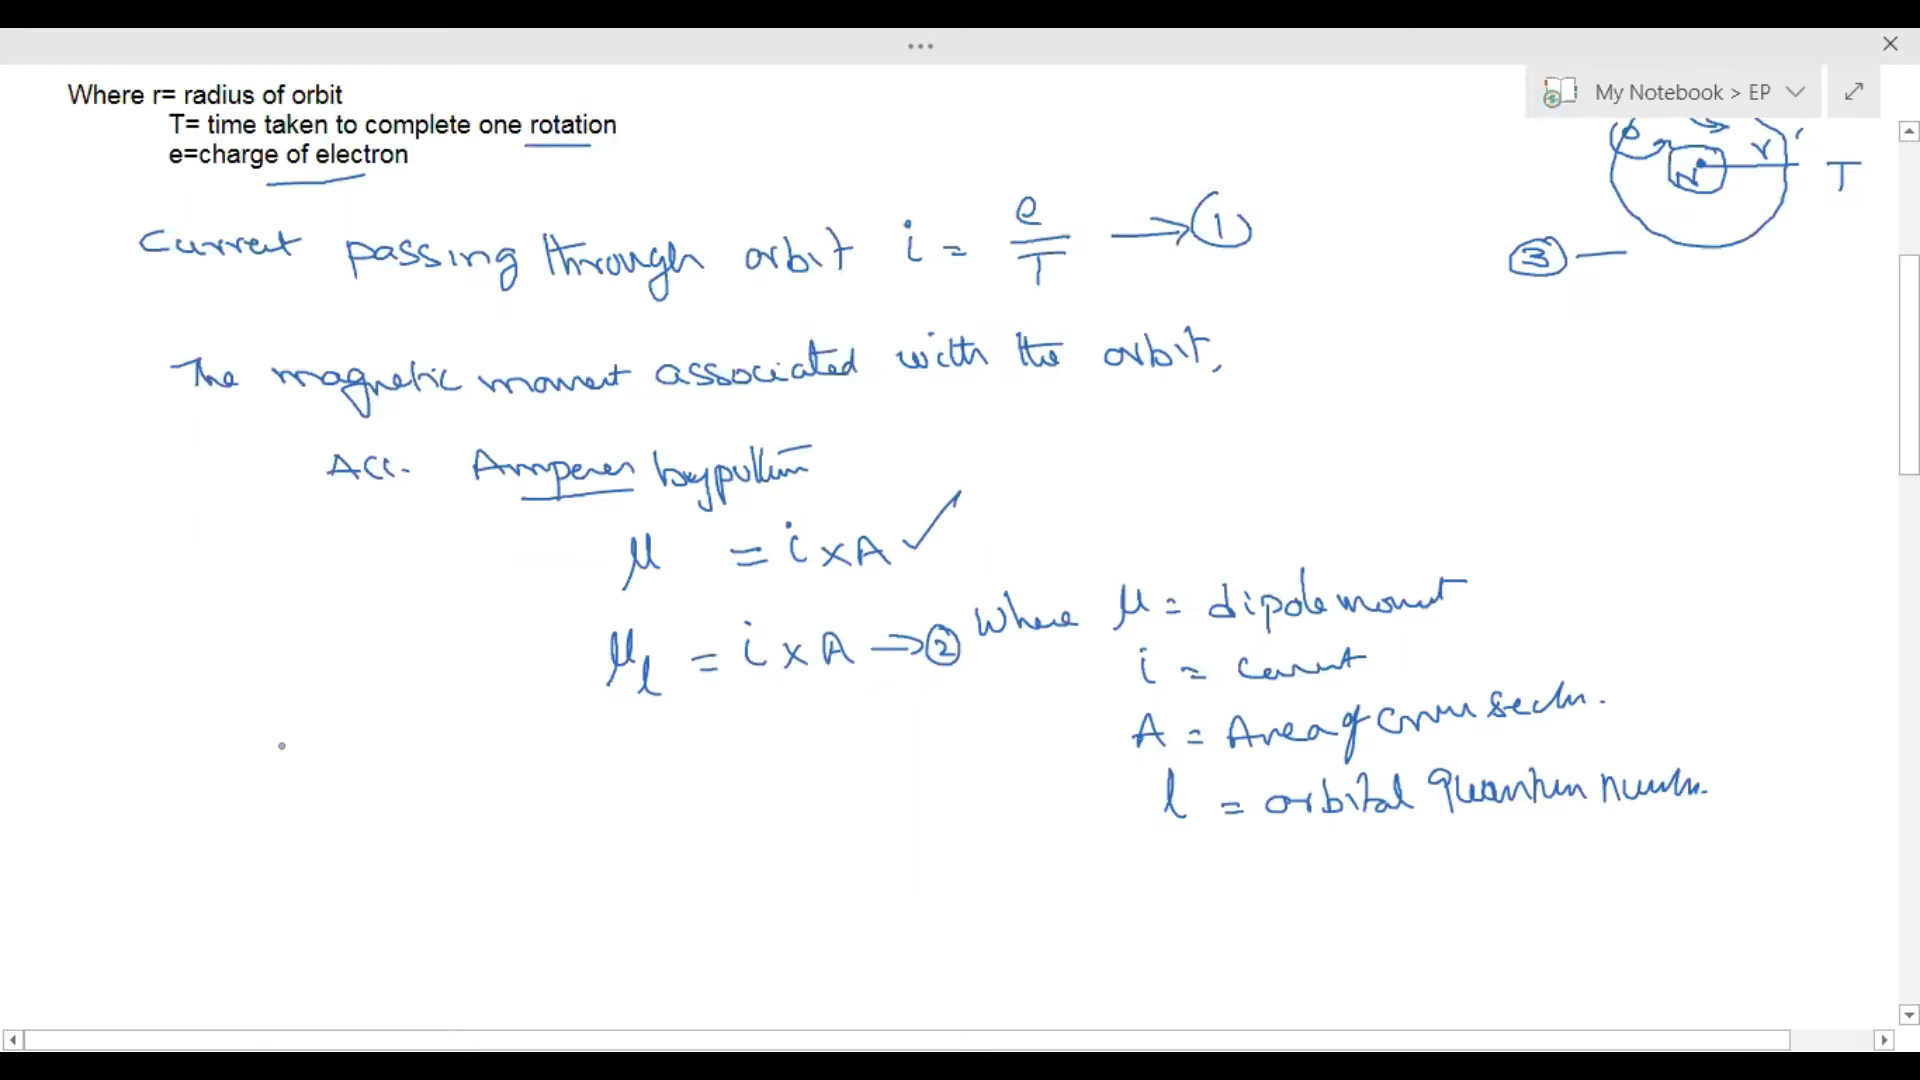 My Notebook > EP
Where r= radius of orbit
T= time taken to complete one rotation
e=charge of electron
e r N T
Current passing through orbit i = e/T → ①
③ —
The magnetic moment associated with the orbit,
Acc. Amperes
μ = i × A ✓
μl = i × A → ② Where μ = dipole moment
i = current
A = Area of cross section.
l = orbital quantum number.